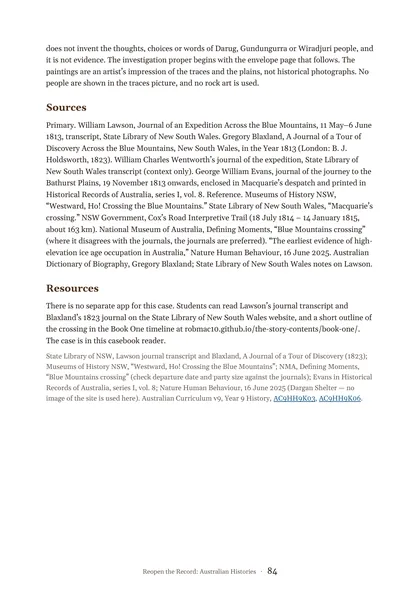 does not invent the thoughts, choices or words of Darug, Gundungurra or Wiradjuri people, and
it is not evidence. The investigation proper begins with the envelope page that follows. The
paintings are an artist’s impression of the traces and the plains, not historical photographs. No
people are shown in the traces picture, and no rock art is used.
Sources
Primary. William Lawson, Journal of an Expedition Across the Blue Mountains, 11 May–6 June
1813, transcript, State Library of New South Wales. Gregory Blaxland, A Journal of a Tour of
Discovery Across the Blue Mountains, New South Wales, in the Year 1813 (London: B. J.
Holdsworth, 1823). William Charles Wentworth’s journal of the expedition, State Library of
New South Wales transcript (context only). George William Evans, journal of the journey to the
Bathurst Plains, 19 November 1813 onwards, enclosed in Macquarie’s despatch and printed in
Historical Records of Australia, series I, vol. 8. Reference. Museums of History NSW,
“Westward, Ho! Crossing the Blue Mountains.” State Library of New South Wales, “Macquarie’s
crossing.” NSW Government, Cox’s Road Interpretive Trail (18 July 1814 – 14 January 1815,
about 163 km). National Museum of Australia, Defining Moments, “Blue Mountains crossing”
(where it disagrees with the journals, the journals are preferred). “The earliest evidence of high-
elevation ice age occupation in Australia,” Nature Human Behaviour, 16 June 2025. Australian
Dictionary of Biography, Gregory Blaxland; State Library of New South Wales notes on Lawson.
Resources
There is no separate app for this case. Students can read Lawson’s journal transcript and
Blaxland’s 1823 journal on the State Library of New South Wales website, and a short outline of
the crossing in the Book One timeline at robmac10.github.io/the-story-contents/book-one/.
The case is in this casebook reader.
State Library of NSW, Lawson journal transcript and Blaxland, A Journal of a Tour of Discovery (1823);
Museums of History NSW, “Westward, Ho! Crossing the Blue Mountains”; NMA, Defining Moments,
“Blue Mountains crossing” (check departure date and party size against the journals); Evans in Historical
Records of Australia, series I, vol. 8; Nature Human Behaviour, 16 June 2025 (Dargan Shelter — no
image of the site is used here). Australian Curriculum v9, Year 9 History, AC9HH9K03, AC9HH9K06.
Reopen the Record: Australian Histories · 84